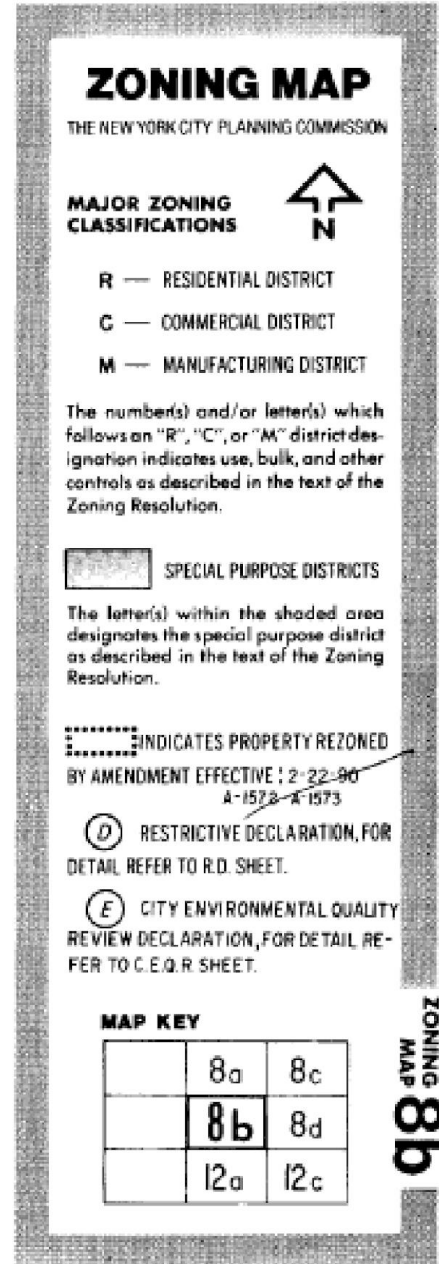 ZONING MAP
THE NEW YORK CITY PLANNING COMMISSION
MAJOR ZONING
CLASSIFICATIONS
N
R — RESIDENTIAL DISTRICT
C — COMMERCIAL DISTRICT
M — MANUFACTURING DISTRICT
The number(s) and/or letter(s) which
follows an "R", "C", or "M" district des-
ignation indicates use, bulk, and other
controls as described in the text of the
Zoning Resolution.
SPECIAL PURPOSE DISTRICTS
The letter(s) within the shaded area
designates the special purpose district
as described in the text of the Zoning
Resolution.
INDICATES PROPERTY REZONED
BY AMENDMENT EFFECTIVE : 2-22-90
A-1572 A-1573
D RESTRICTIVE DECLARATION, FOR
DETAIL REFER TO R.D. SHEET.
E CITY ENVIRONMENTAL QUALITY
REVIEW DECLARATION, FOR DETAIL RE-
FER TO C.E.Q.R. SHEET.
MAP KEY
8a 8c
8b 8d
12a 12c
ZONING
MAP 8b